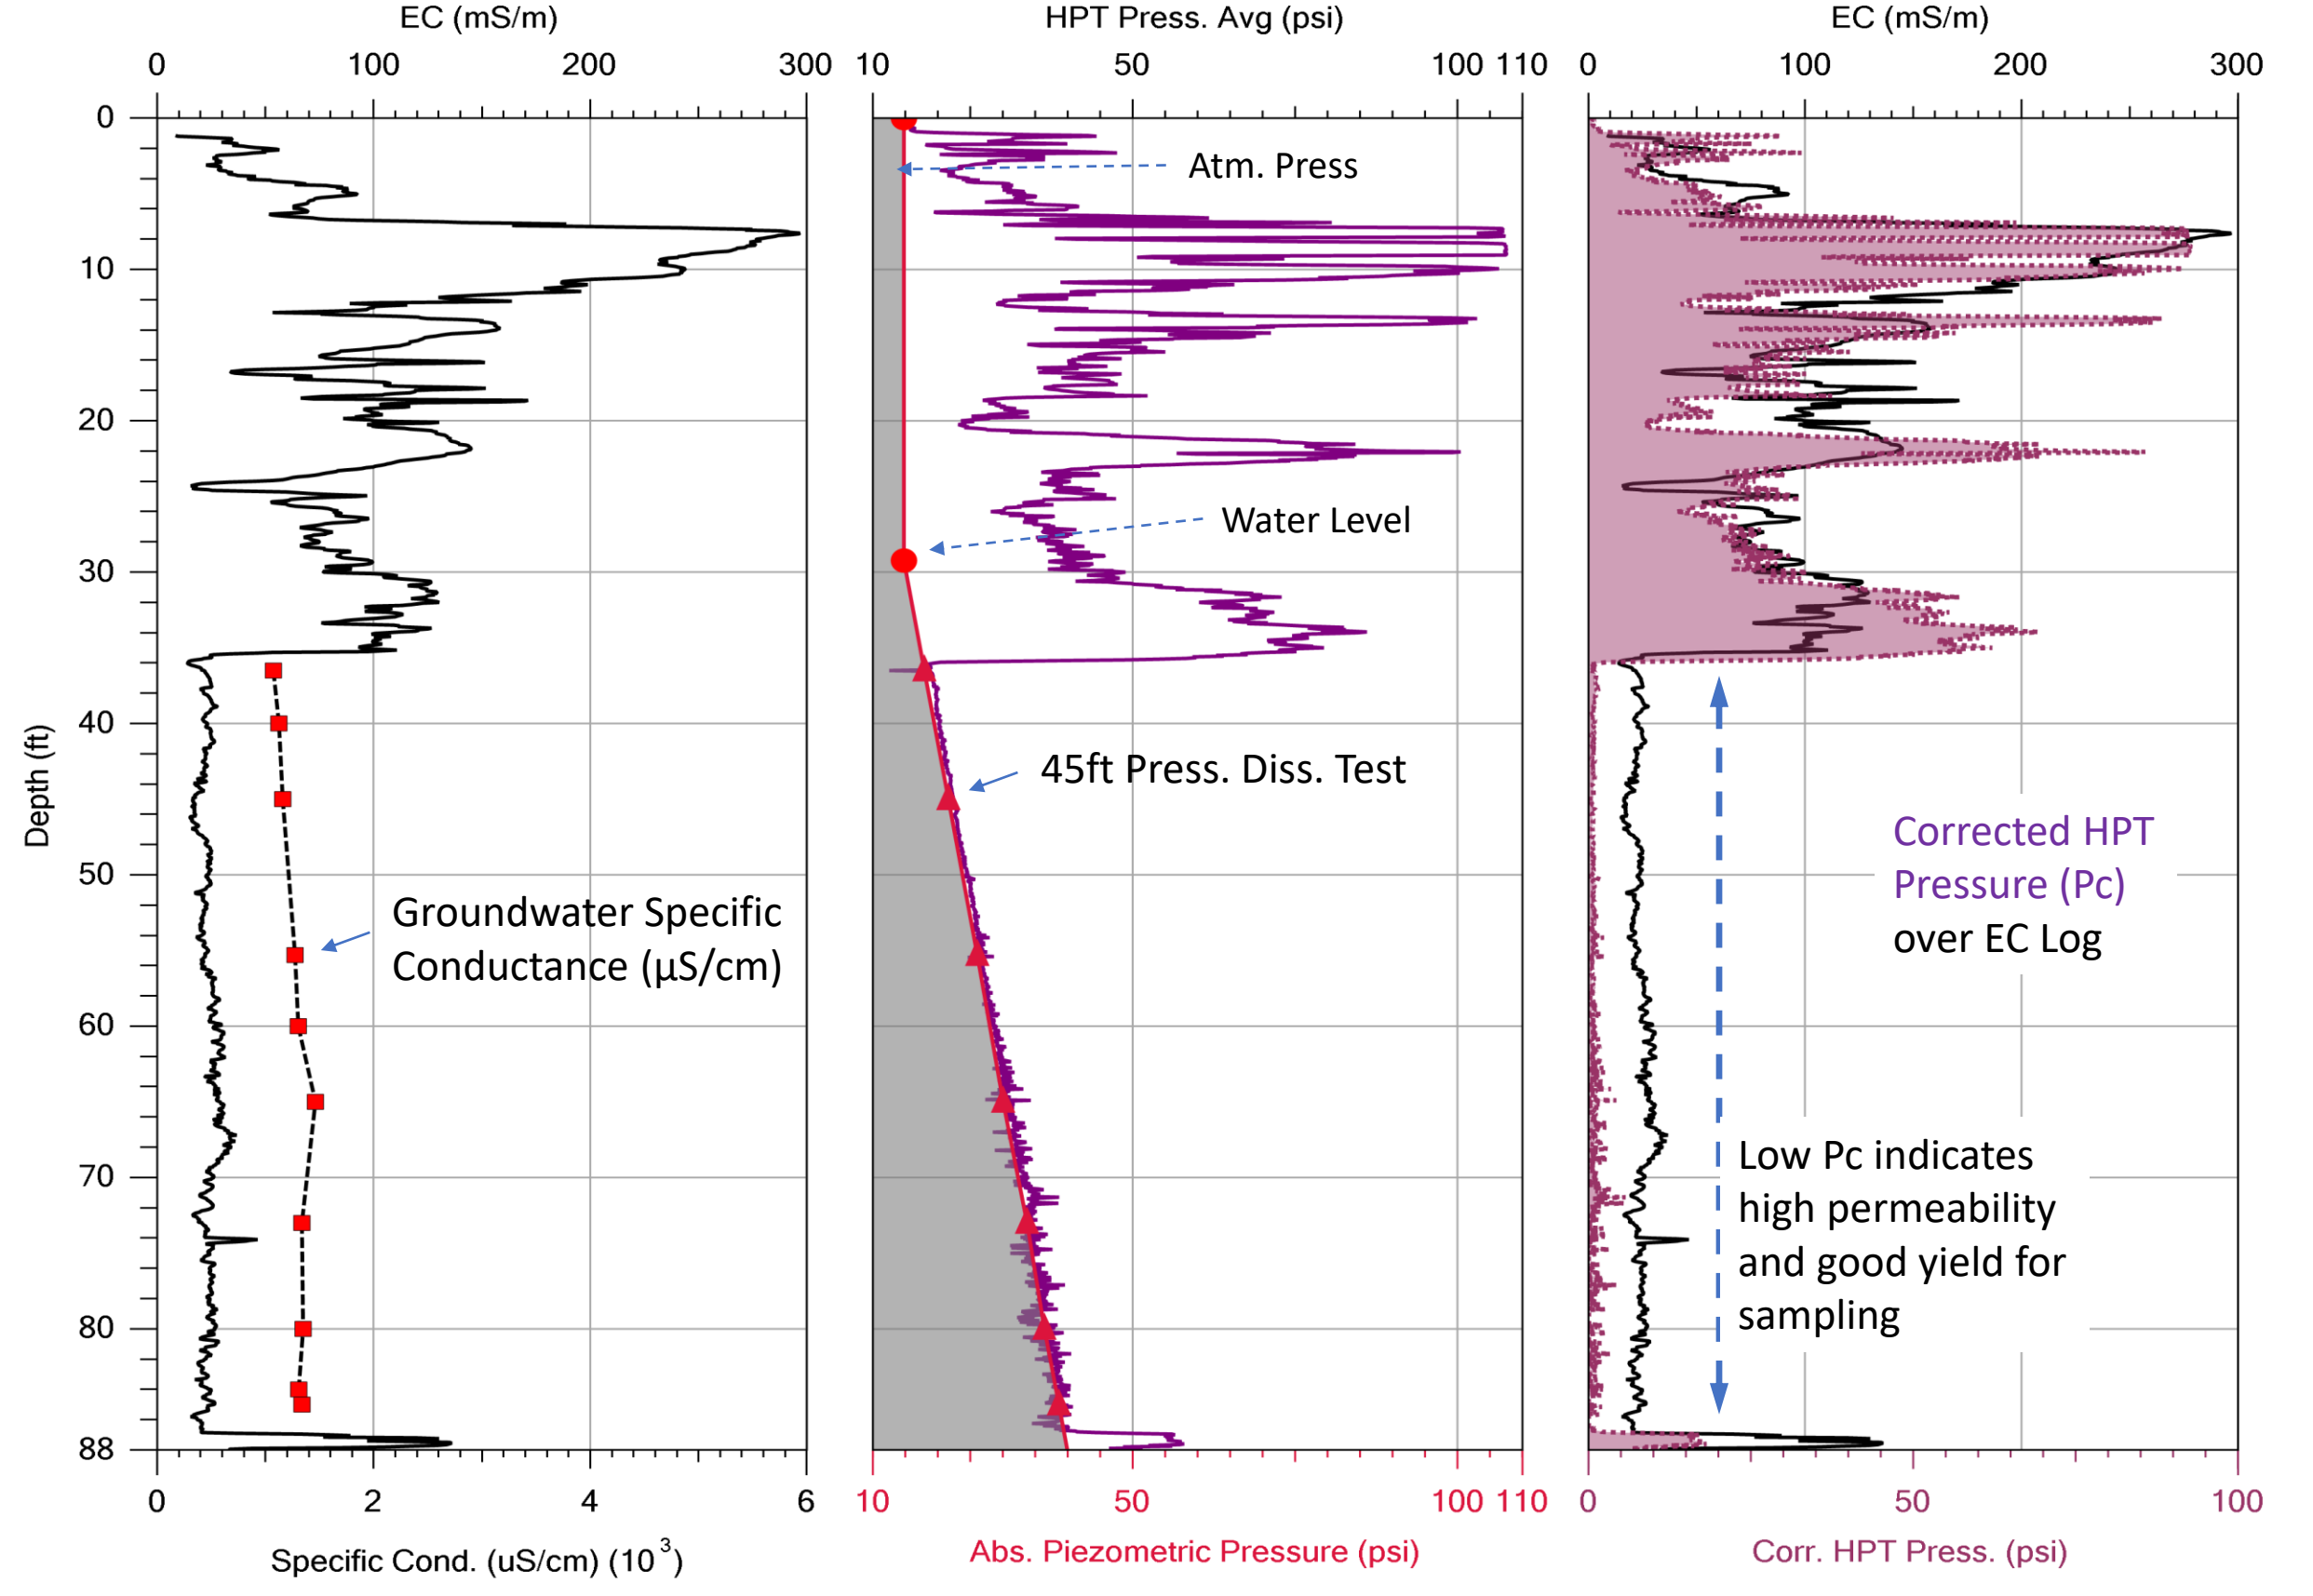 EC (mS/m)
HPT Press. Avg (psi)
EC (mS/m)
0 100 200 300
10 50 100 110
0 100 200 300
0
10
20
30
40
50
60
70
80
88
Depth (ft)
Atm. Press
Water Level
45ft Press. Diss. Test
Groundwater Specific
Conductance (µS/cm)
Corrected HPT
Pressure (Pc)
over EC Log
Low Pc indicates
high permeability
and good yield for
sampling
0 2 4 6
10 50 100 110
0 50 100
Specific Cond. (uS/cm) (10³)
Abs. Piezometric Pressure (psi)
Corr. HPT Press. (psi)